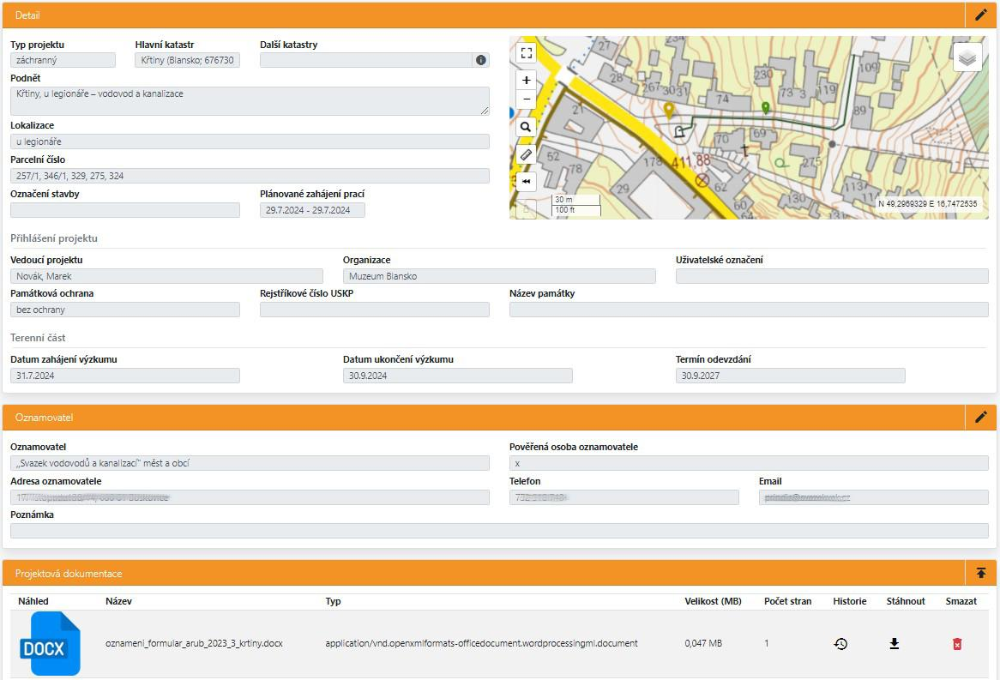 Detail
Typ projektu Hlavní katastr Další katastry
záchranný Křtiny (Blansko; 676730
Podnět
Křtiny, u legionáře – vodovod a kanalizace
Lokalizace
u legionáře
Parcelní číslo
257/1, 346/1, 329, 275, 324
Označení stavby Plánované zahájení prací
29.7.2024 - 29.7.2024
27 234
28 267 30 31 230 109
74 73 3 119
21 89
70 69
52 78 178 411,88 275
29 62 113
60 130 111
64
30 m
100 ft
N 49,2969329 E 16,7472535
Přihlášení projektu
Vedoucí projektu Organizace Uživatelské označení
Novák, Marek Muzeum Blansko
Památková ochrana Rejstříkové číslo USKP Název památky
bez ochrany
Terenní část
Datum zahájení výzkumu Datum ukončení výzkumu Termín odevzdání
31.7.2024 30.9.2024 30.9.2027
Oznamovatel
Oznamovatel Pověřená osoba oznamovatele
„Svazek vodovodů a kanalizací“ měst a obcí x
Adresa oznamovatele Telefon Email
Poznámka
Projektová dokumentace
Náhled Název Typ Velikost (MB) Počet stran Historie Stáhnout Smazat
DOCX oznameni_formular_arub_2023_3_krtiny.docx application/vnd.openxmlformats-officedocument.wordprocessingml.document 0,047 MB 1